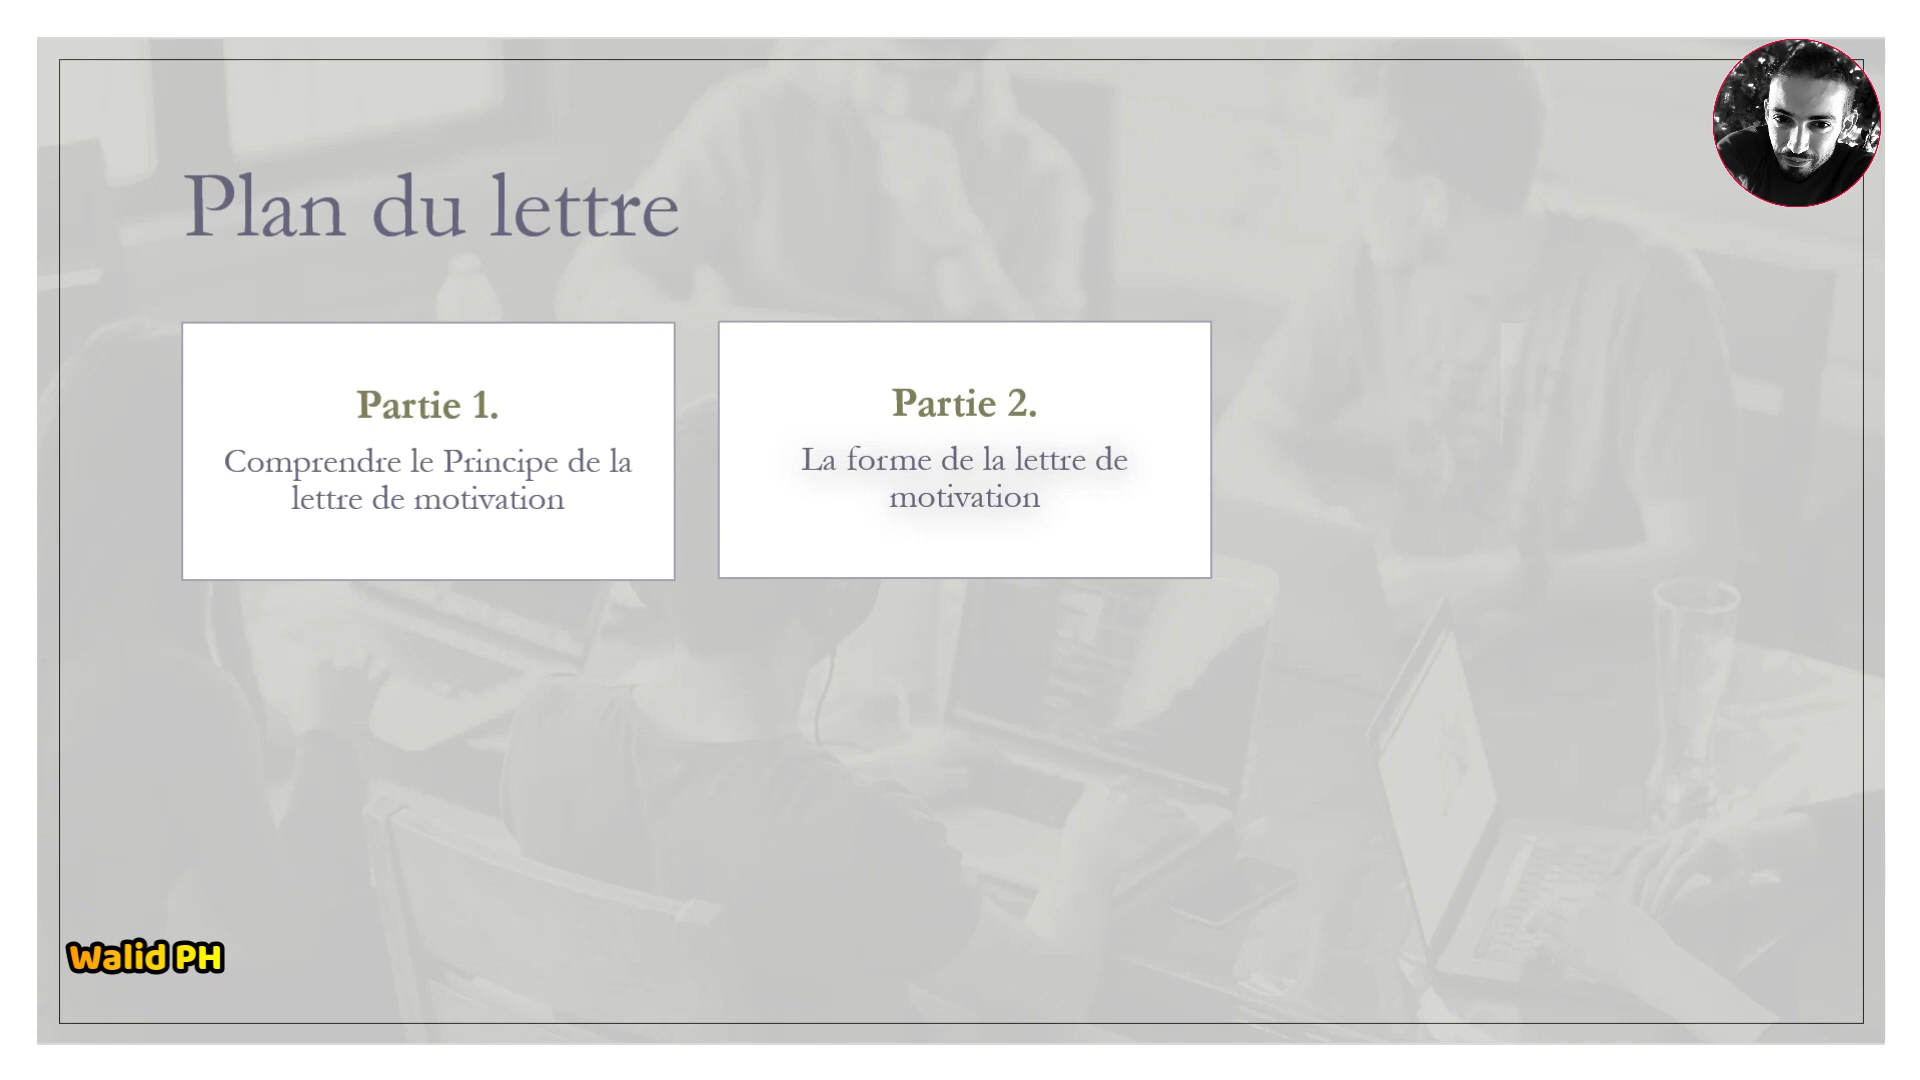 Plan du lettre
Partie 1.
Comprendre le Principe de la
lettre de motivation
Partie 2.
La forme de la lettre de
motivation
Walid PH